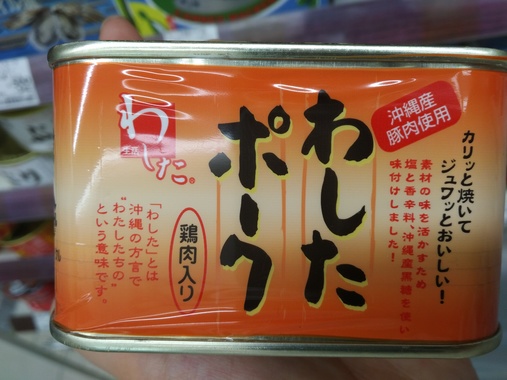 沖縄産
豚肉使用
カリッと焼いて
ジュワッとおいしい!
素材の味を活かすため
塩と香辛料、沖縄産黒糖を使い
味付けしました!
わした
ポーク
鶏肉入り
わした
「わした」とは
沖縄の方言で
"わたしたちの"
という意味です。